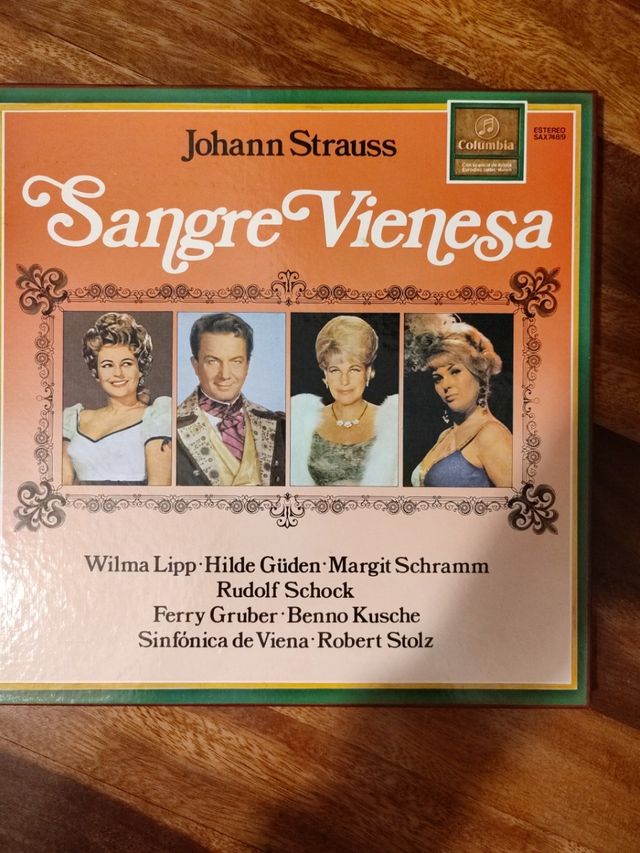 Johann Strauss
Columbia
ESTEREO
SAX 748/9
Sangre Vienesa
Wilma Lipp·Hilde Güden·Margit Schramm
Rudolf Schock
Ferry Gruber·Benno Kusche
Sinfónica de Viena·Robert Stolz